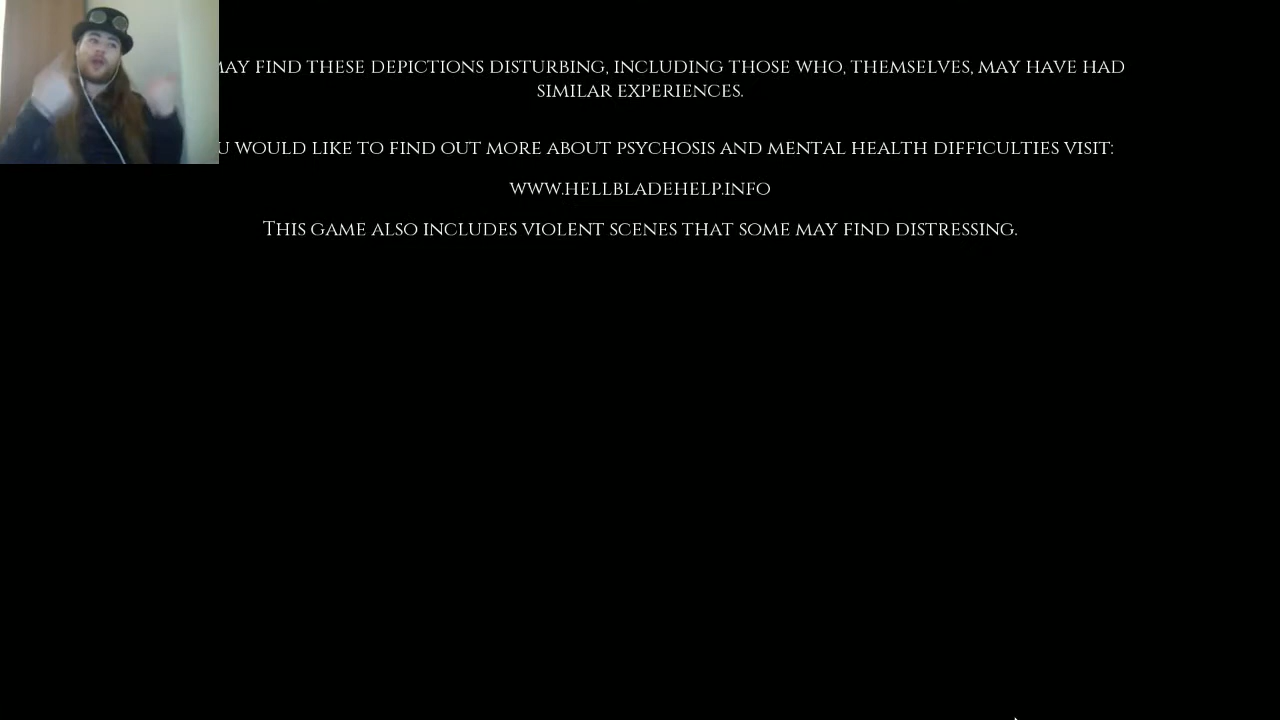 MAY FIND THESE DEPICTIONS DISTURBING, INCLUDING THOSE WHO, THEMSELVES, MAY HAVE HAD
SIMILAR EXPERIENCES.
U WOULD LIKE TO FIND OUT MORE ABOUT PSYCHOSIS AND MENTAL HEALTH DIFFICULTIES VISIT:
WWW.HELLBLADEHELP.INFO
THIS GAME ALSO INCLUDES VIOLENT SCENES THAT SOME MAY FIND DISTRESSING.